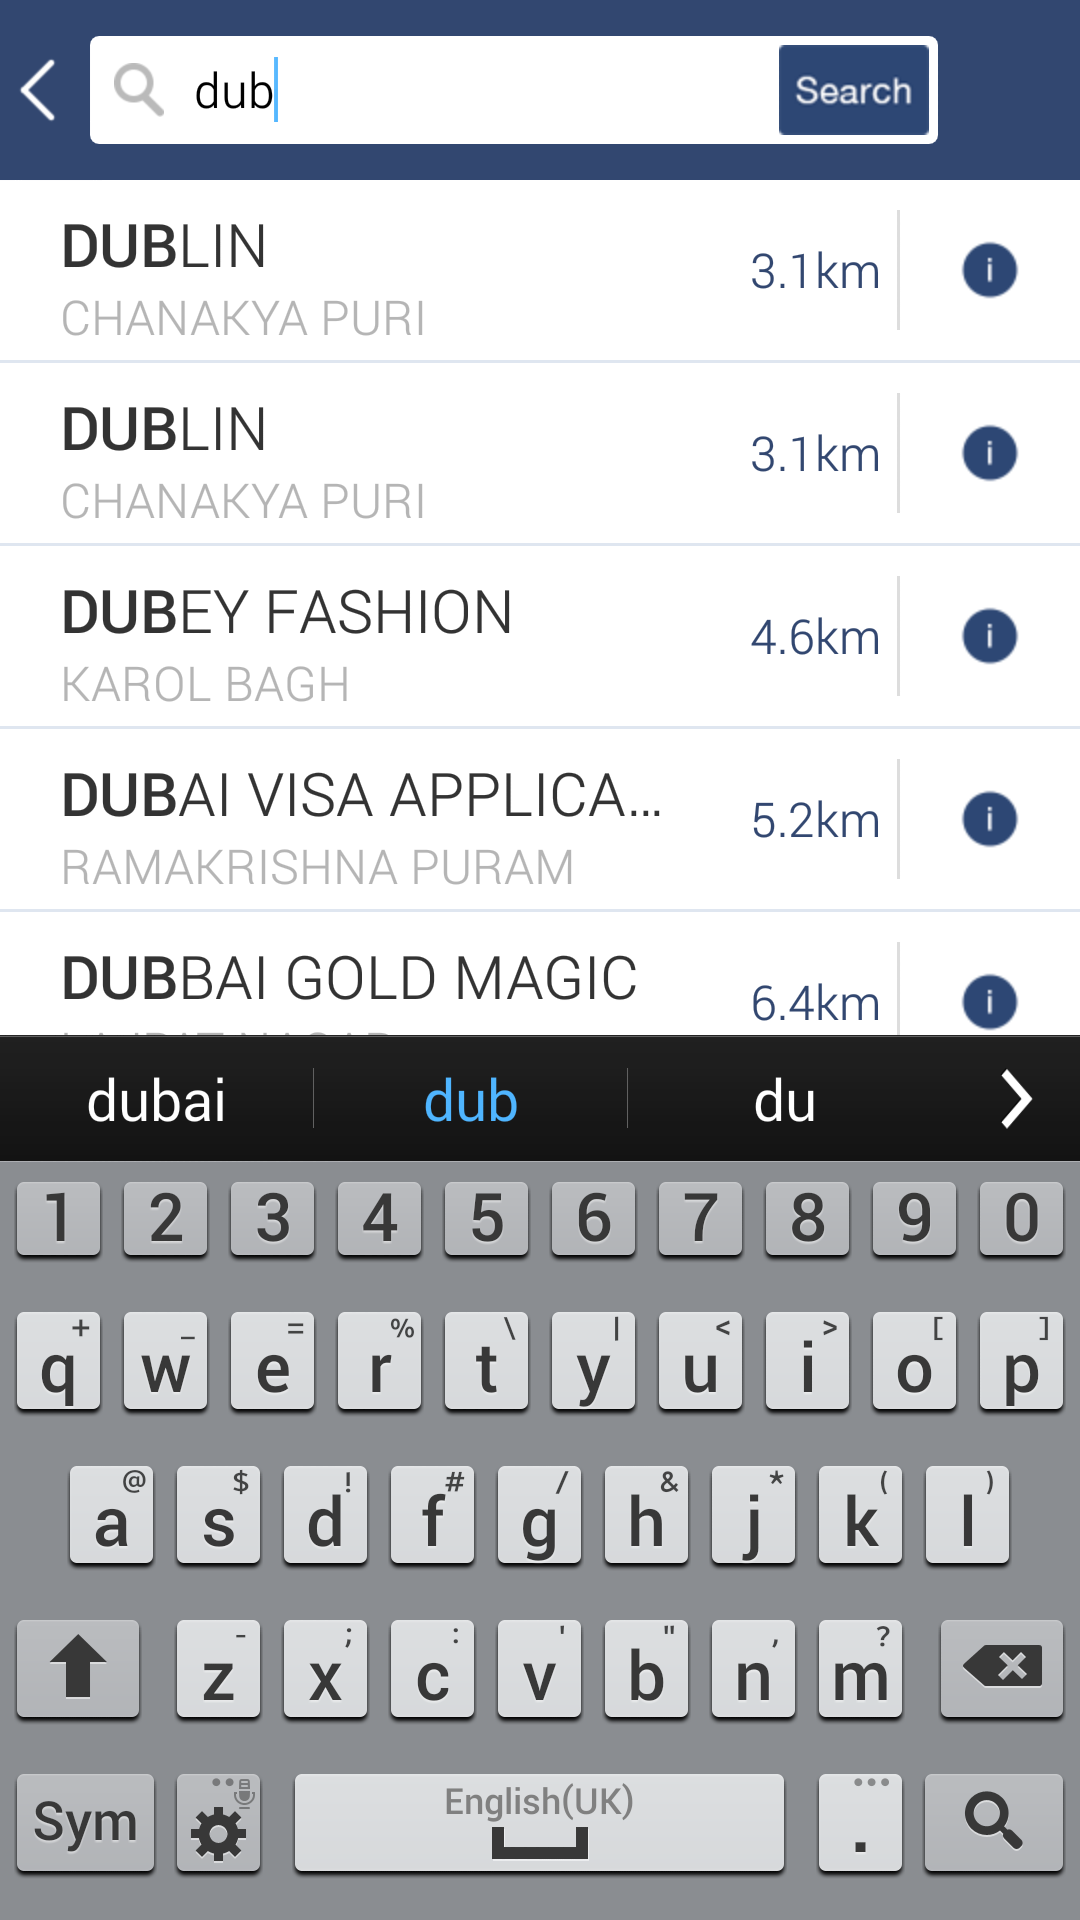 dub
Search
DUBLIN
3.1km
CHANAKYA PURI
DUBLIN
3.1km
CHANAKYA PURI
DUBEY FASHION
4.6km
KAROL BAGH
DUBAI VISA APPLICA...
5.2km
RAMAKRISHNA PURAM
DUBBAI GOLD MAGIC
6.4km
dubai dub du
1 2 3 4 5 6 7 8 9 0
+ _ = % \ | < > [ ]
q w e r t y u i o p
@ $ ! # / & * ( )
a s d f g h j k l
- ; : ' " , ?
z x c v b n m
Sym English(UK) .